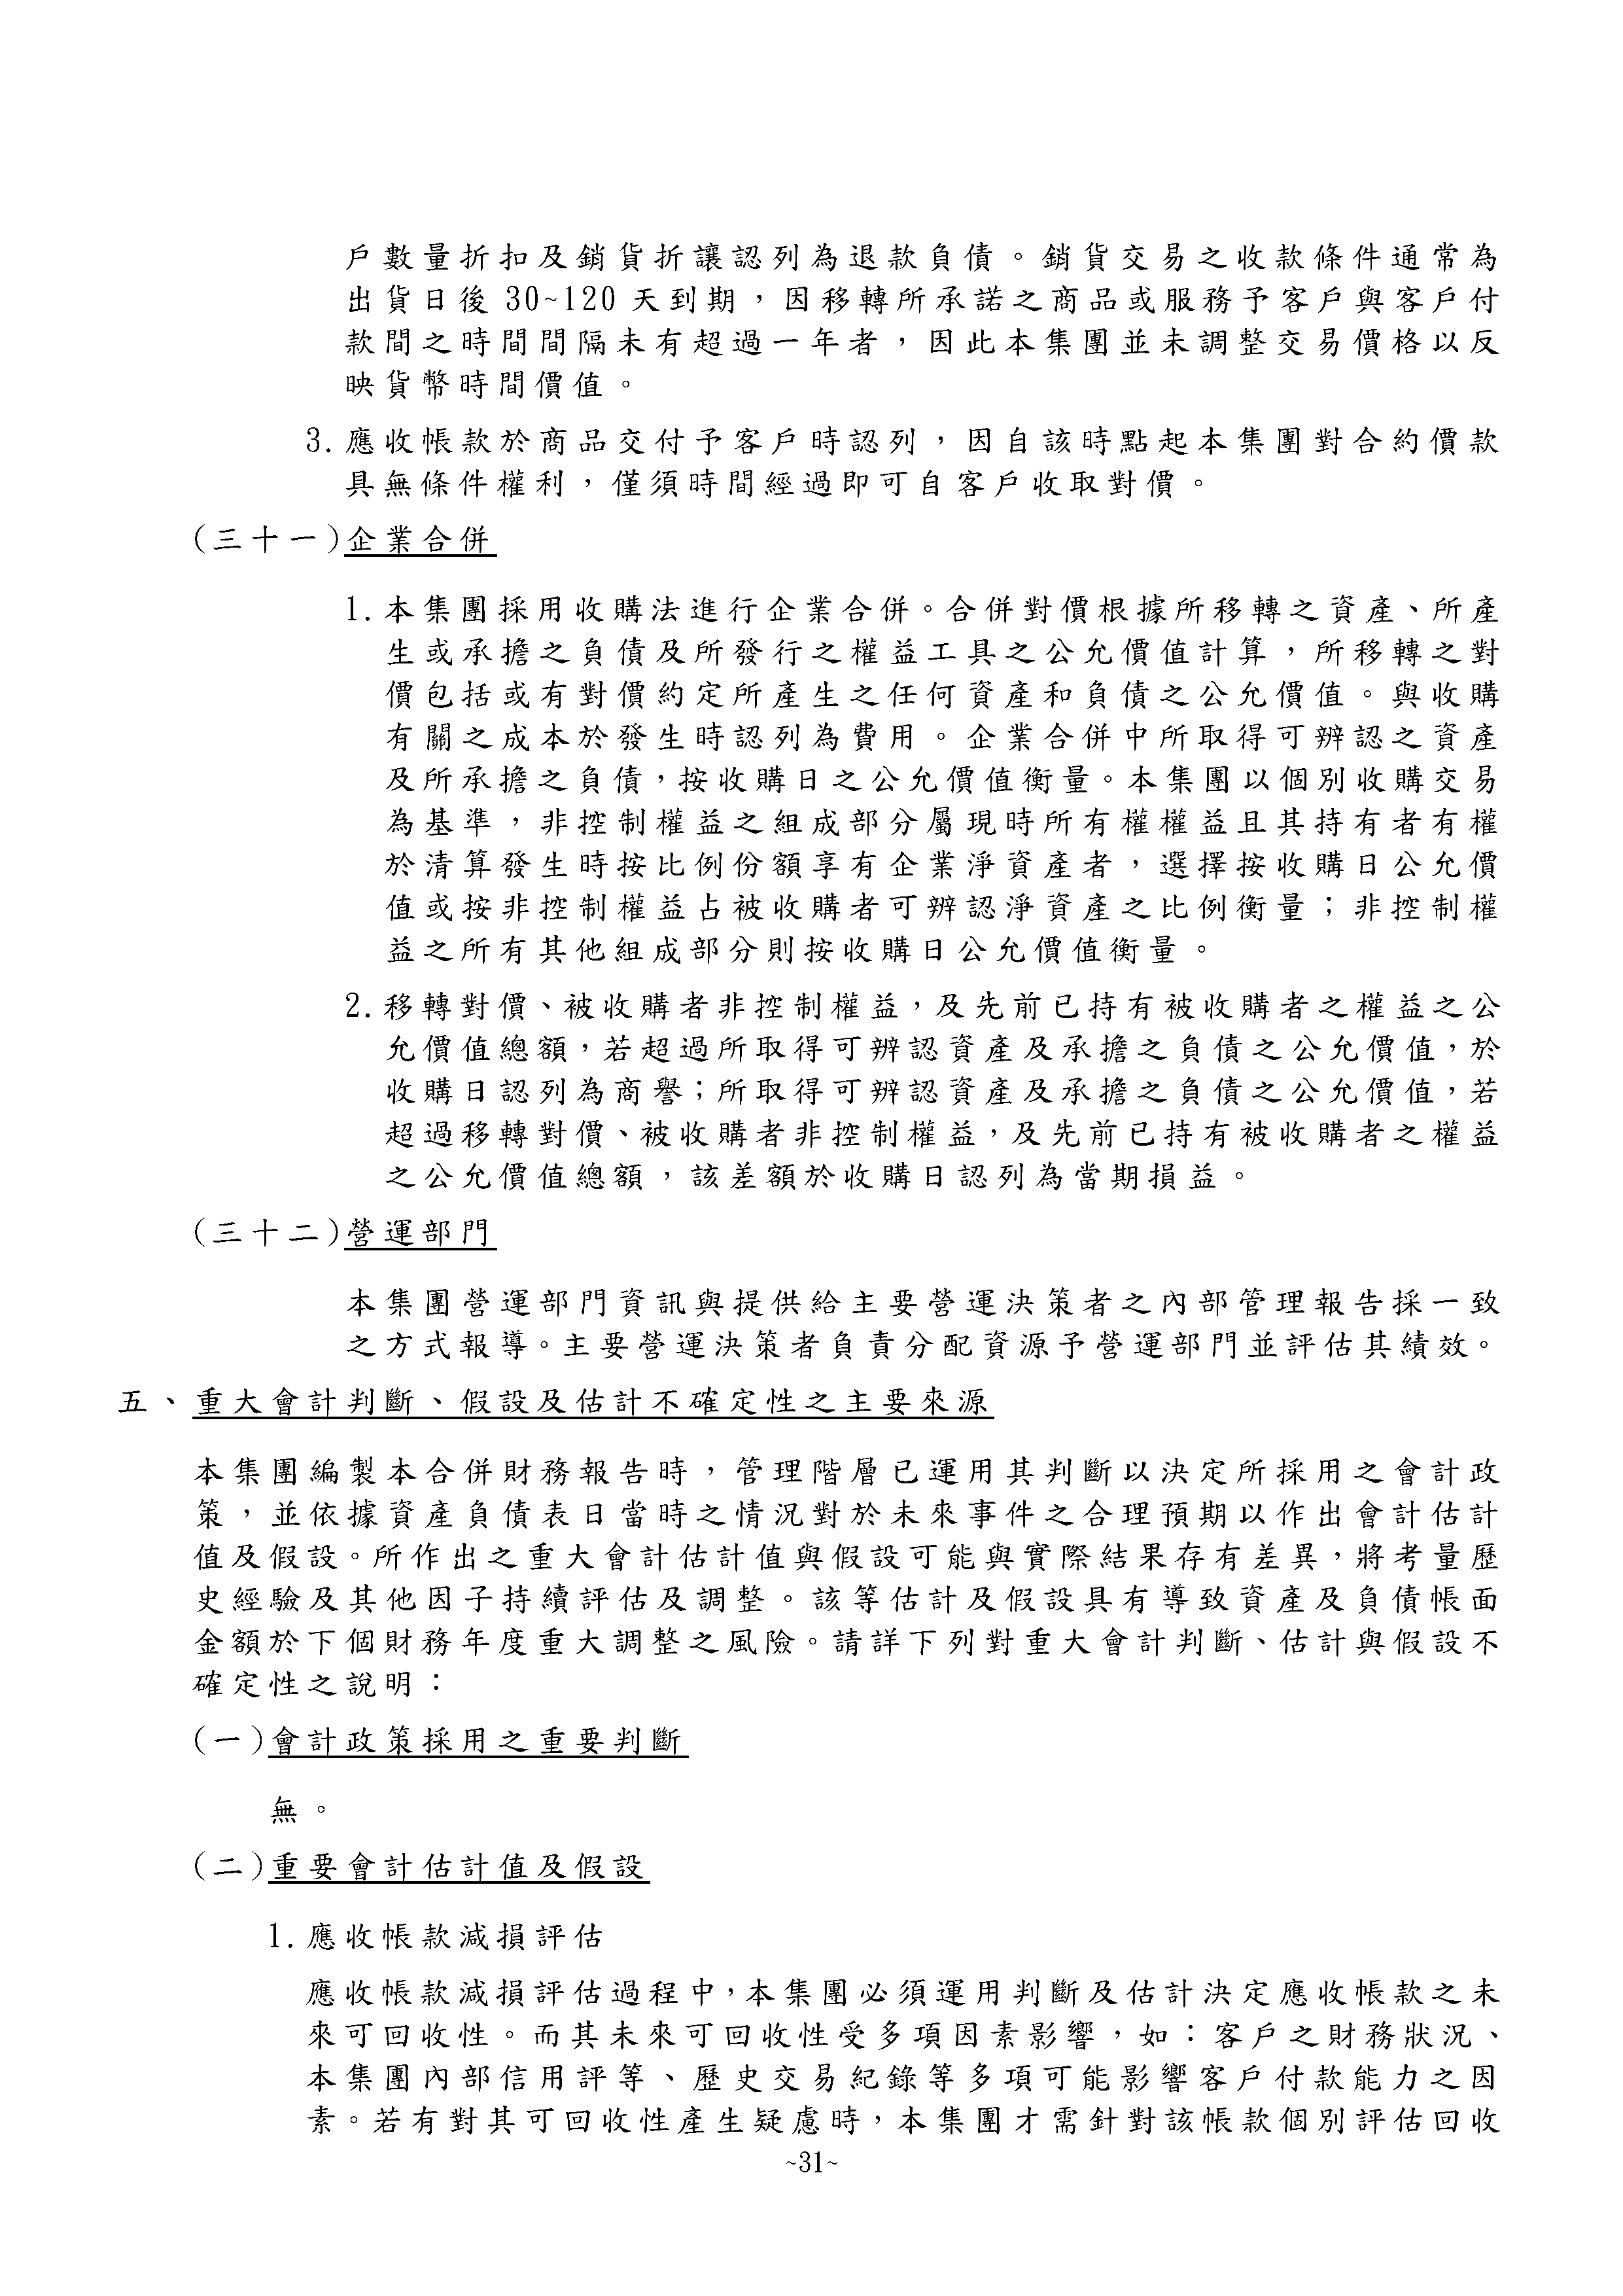 戶數量折扣及銷貨折讓認列為退款負債。銷貨交易之收款條件通常為
出貨日後 30~120 天到期，因移轉所承諾之商品或服務予客戶與客戶付
款間之時間間隔未有超過一年者，因此本集團並未調整交易價格以反
映貨幣時間價值。
3.應收帳款於商品交付予客戶時認列，因自該時點起本集團對合約價款
具無條件權利，僅須時間經過即可自客戶收取對價。
(三十一)企業合併
1.本集團採用收購法進行企業合併。合併對價根據所移轉之資產、所產
生或承擔之負債及所發行之權益工具之公允價值計算，所移轉之對
價包括或有對價約定所產生之任何資產和負債之公允價值。與收購
有關之成本於發生時認列為費用。企業合併中所取得可辨認之資產
及所承擔之負債，按收購日之公允價值衡量。本集團以個別收購交易
為基準，非控制權益之組成部分屬現時所有權權益且其持有者有權
於清算發生時按比例份額享有企業淨資產者，選擇按收購日公允價
值或按非控制權益占被收購者可辨認淨資產之比例衡量；非控制權
益之所有其他組成部分則按收購日公允價值衡量。
2.移轉對價、被收購者非控制權益，及先前已持有被收購者之權益之公
允價值總額，若超過所取得可辨認資產及承擔之負債之公允價值，於
收購日認列為商譽；所取得可辨認資產及承擔之負債之公允價值，若
超過移轉對價、被收購者非控制權益，及先前已持有被收購者之權益
之公允價值總額，該差額於收購日認列為當期損益。
(三十二)營運部門
本集團營運部門資訊與提供給主要營運決策者之內部管理報告採一致
之方式報導。主要營運決策者負責分配資源予營運部門並評估其績效。
五、重大會計判斷、假設及估計不確定性之主要來源
本集團編製本合併財務報告時，管理階層已運用其判斷以決定所採用之會計政
策，並依據資產負債表日當時之情況對於未來事件之合理預期以作出會計估計
值及假設。所作出之重大會計估計值與假設可能與實際結果存有差異，將考量歷
史經驗及其他因子持續評估及調整。該等估計及假設具有導致資產及負債帳面
金額於下個財務年度重大調整之風險。請詳下列對重大會計判斷、估計與假設不
確定性之說明：
(一)會計政策採用之重要判斷
無。
(二)重要會計估計值及假設
1.應收帳款減損評估
應收帳款減損評估過程中，本集團必須運用判斷及估計決定應收帳款之未
來可回收性。而其未來可回收性受多項因素影響，如：客戶之財務狀況、
本集團內部信用評等、歷史交易紀錄等多項可能影響客戶付款能力之因
素。若有對其可回收性產生疑慮時，本集團才需針對該帳款個別評估回收
~31~